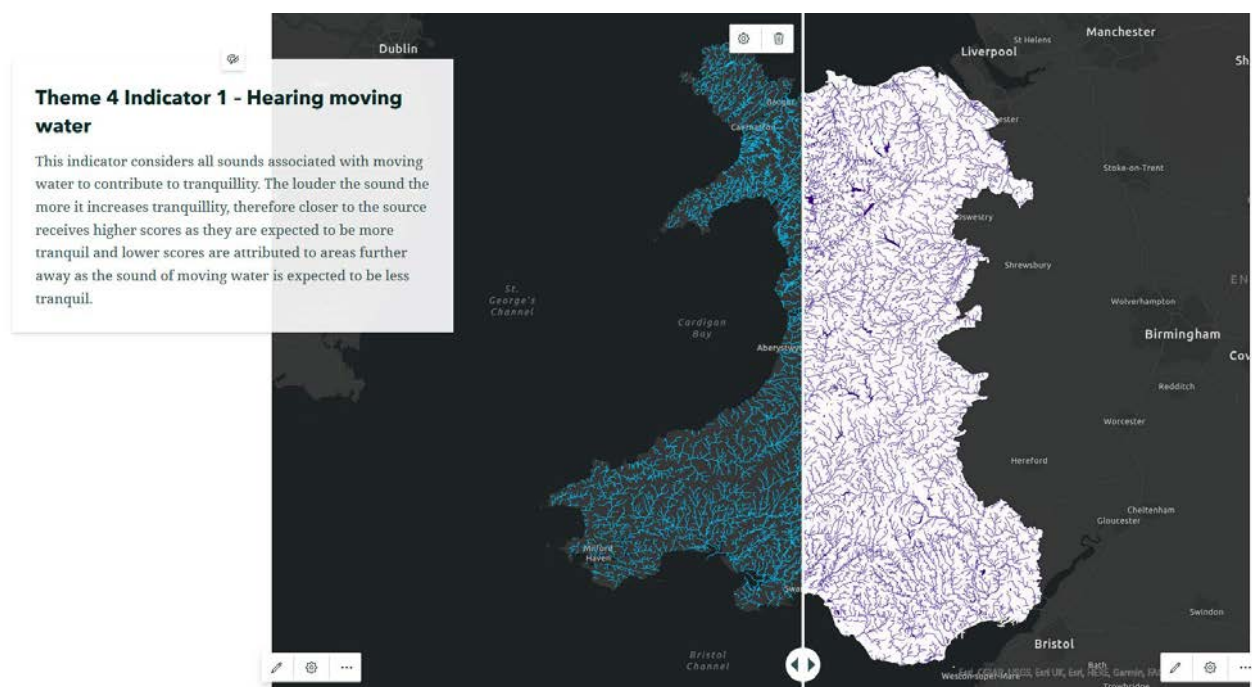 Theme 4 Indicator 1 - Hearing moving
water
This indicator considers all sounds associated with moving
water to contribute to tranquillity. The louder the sound the
more it increases tranquillity, therefore closer to the source
receives higher scores as they are expected to be more
tranquil and lower scores are attributed to areas further
away as the sound of moving water is expected to be less
tranquil.
Dublin
St.
George's
Channel
Cardigan
Bay
Bangor
Caernarfon
Milford
Haven
Bristol
Channel
St Helens
Manchester
Liverpool
Stoke-on-Trent
Oswestry
Shrewsbury
Wolverhampton
Birmingham
Redditch
Worcester
Hereford
Cheltenham
Gloucester
Swindon
Bristol
Bath
Weston-super-Mare
Trowbridge